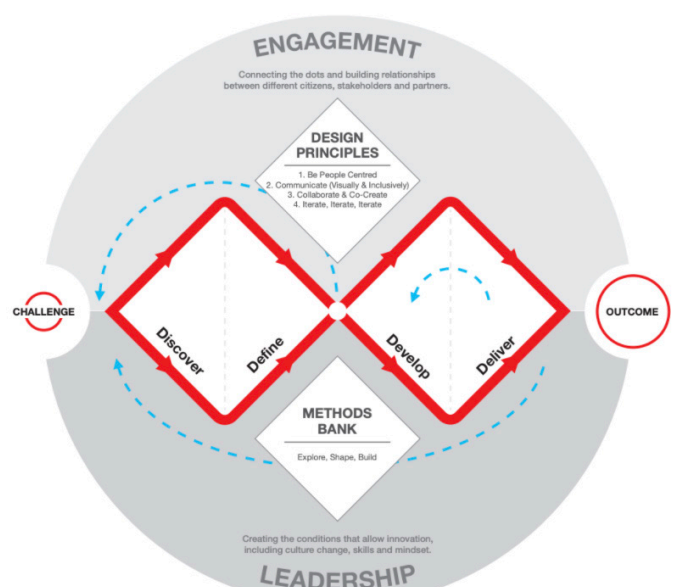 ENGAGEMENT
Connecting the dots and building relationships
between different citizens, stakeholders and partners.
DESIGN
PRINCIPLES
1. Be People Centred
2. Communicate (Visually & Inclusively)
3. Collaborate & Co-Create
4. Iterate, Iterate, Iterate
CHALLENGE
OUTCOME
Discover
Define
Develop
Deliver
METHODS
BANK
Explore, Shape, Build
Creating the conditions that allow innovation,
including culture change, skills and mindset.
LEADERSHIP